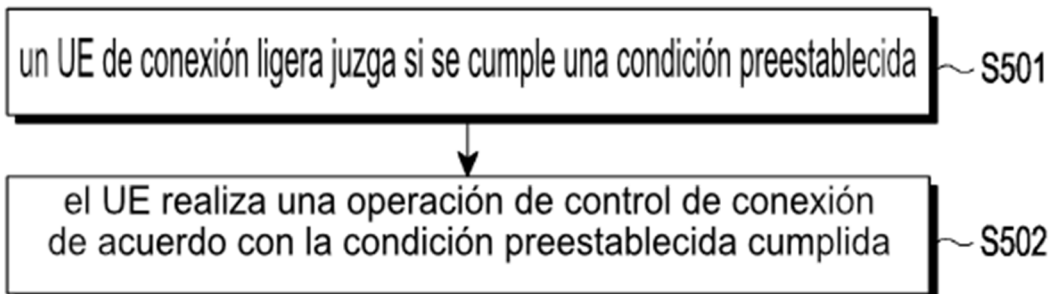 un UE de conexión ligera juzga si se cumple una condición preestablecida
S501
el UE realiza una operación de control de conexión
de acuerdo con la condición preestablecida cumplida
S502